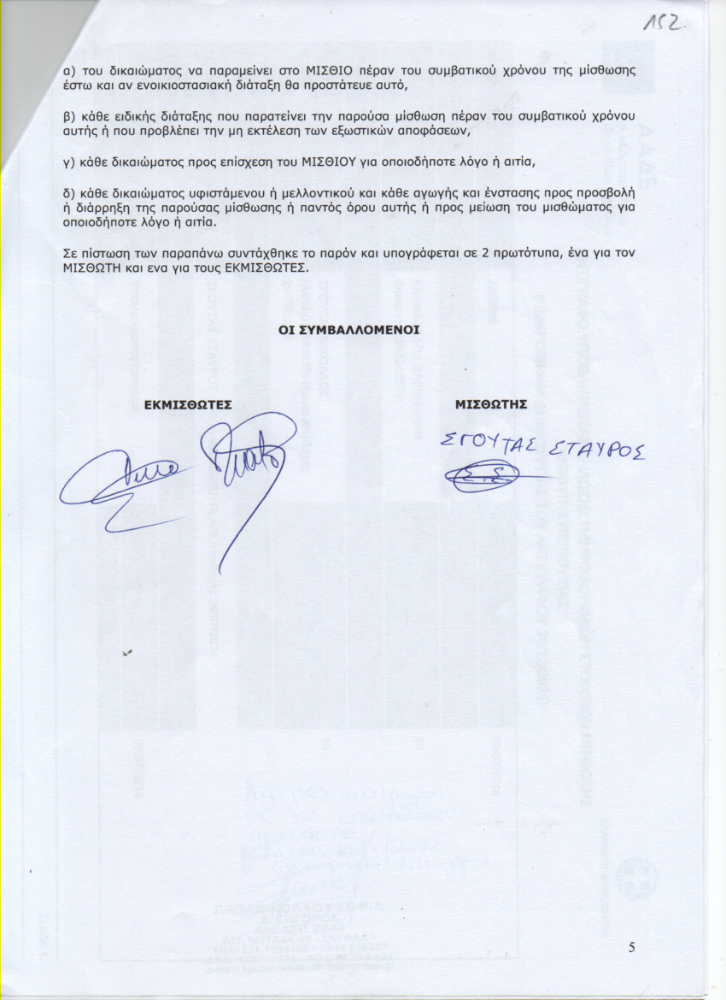 152.
α) του δικαιώματος να παραμείνει στο ΜΙΣΘΙΟ πέραν του συμβατικού χρόνου της μίσθωσης
έστω και αν ενοικιοστασιακή διάταξη θα προστάτευε αυτό,
β) κάθε ειδικής διάταξης που παρατείνει την παρούσα μίσθωση πέραν του συμβατικού χρόνου
αυτής ή που προβλέπει την μη εκτέλεση των εξωστικών αποφάσεων,
γ) κάθε δικαιώματος προς επίσχεση του ΜΙΣΘΙΟΥ για οποιοδήποτε λόγο ή αιτία,
δ) κάθε δικαιώματος υφιστάμενου ή μελλοντικού και κάθε αγωγής και ένστασης προς προσβολή
ή διάρρηξη της παρούσας μίσθωσης ή παντός όρου αυτής ή προς μείωση του μισθώματος για
οποιοδήποτε λόγο ή αιτία.
Σε πίστωση των παραπάνω συντάχθηκε το παρόν και υπογράφεται σε 2 πρωτότυπα, ένα για τον
ΜΙΣΘΩΤΗ και ενα για τους ΕΚΜΙΣΘΩΤΕΣ.
ΟΙ ΣΥΜΒΑΛΛΟΜΕΝΟΙ
ΕΚΜΙΣΘΩΤΕΣ ΜΙΣΘΩΤΗΣ
ΣΓΟΥΤΑΣ ΣΤΑΥΡΟΣ
Σ.Σ.
5